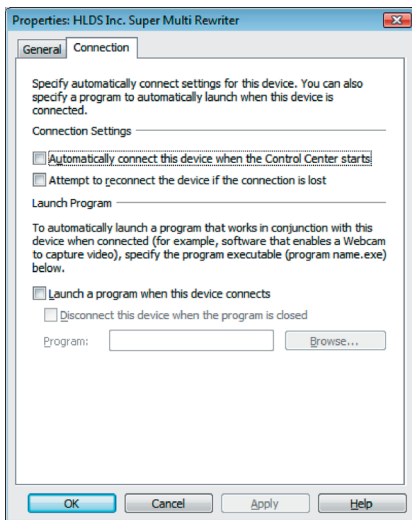 Properties: HLDS Inc. Super Multi Rewriter
General Connection
Specify automatically connect settings for this device. You can also
specify a program to automatically launch when this device is
connected.
Connection Settings
Automatically connect this device when the Control Center starts
Attempt to reconnect the device if the connection is lost
Launch Program
To automatically launch a program that works in conjunction with this
device when connected (for example, software that enables a Webcam
to capture video), specify the program executable (program name.exe)
below.
Launch a program when this device connects
Disconnect this device when the program is closed
Program: Browse...
OK Cancel Apply Help